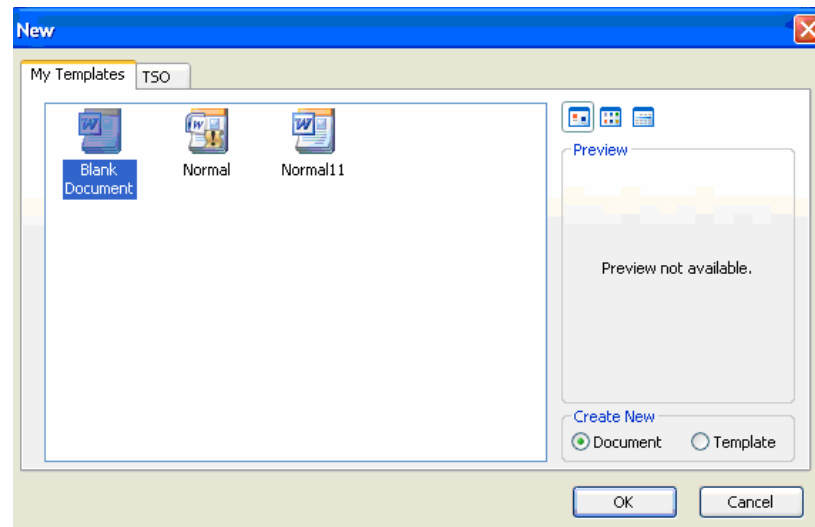 New
My Templates
TSO
Blank
Document
Normal
Normal11
Preview
Preview not available.
Create New
Document
Template
OK
Cancel